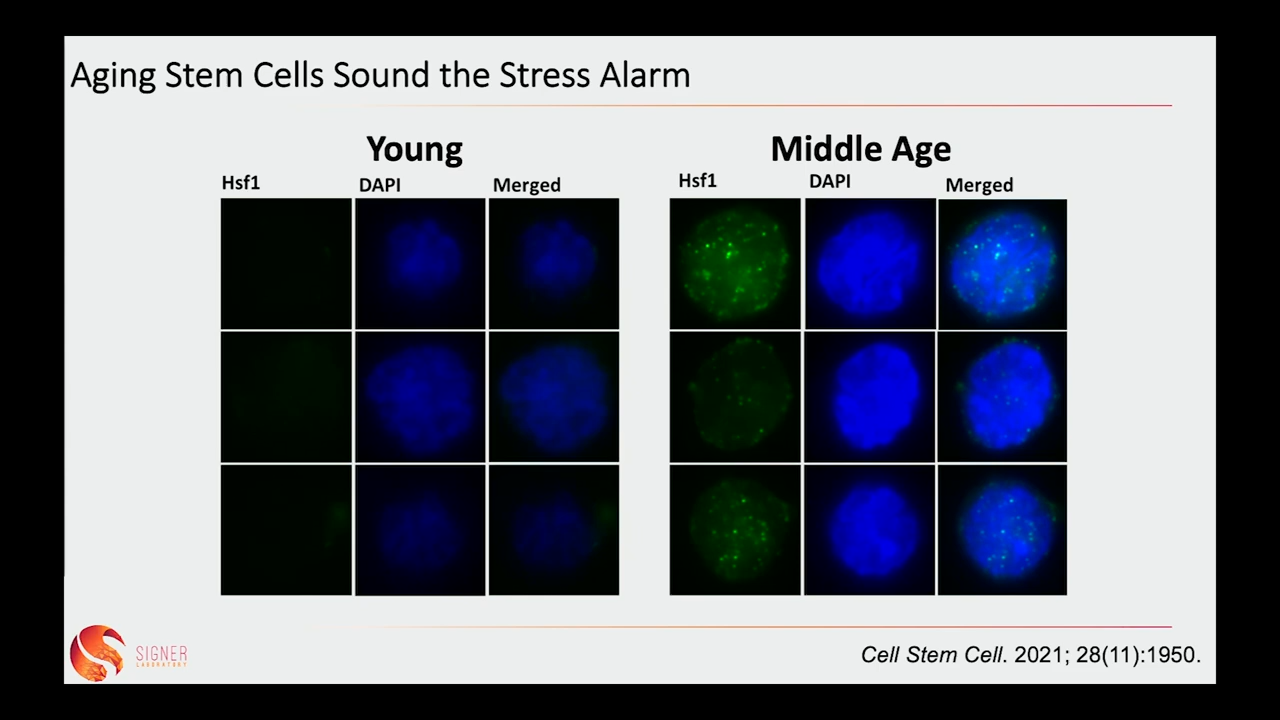 Aging Stem Cells Sound the Stress Alarm
Young
Middle Age
Hsf1
DAPI
Merged
Hsf1
DAPI
Merged
SIGNER
LABORATORY
Cell Stem Cell. 2021; 28(11):1950.